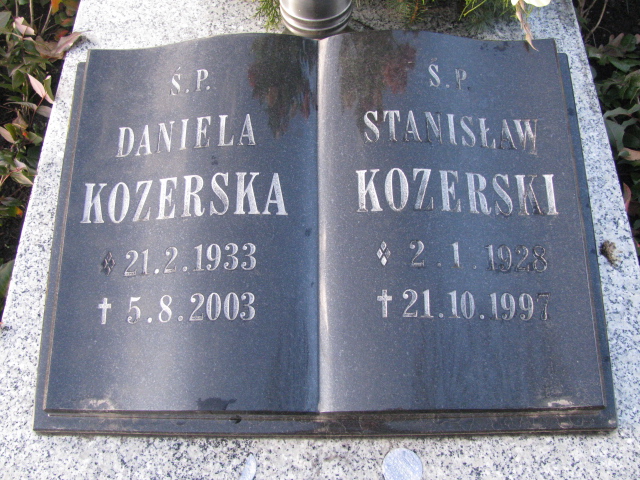 Ś.P.
DANIELA
KOZERSKA
21.2.1933
5.8.2003
Ś.P.
STANISŁAW
KOZERSKI
2.1.1928
21.10.1997